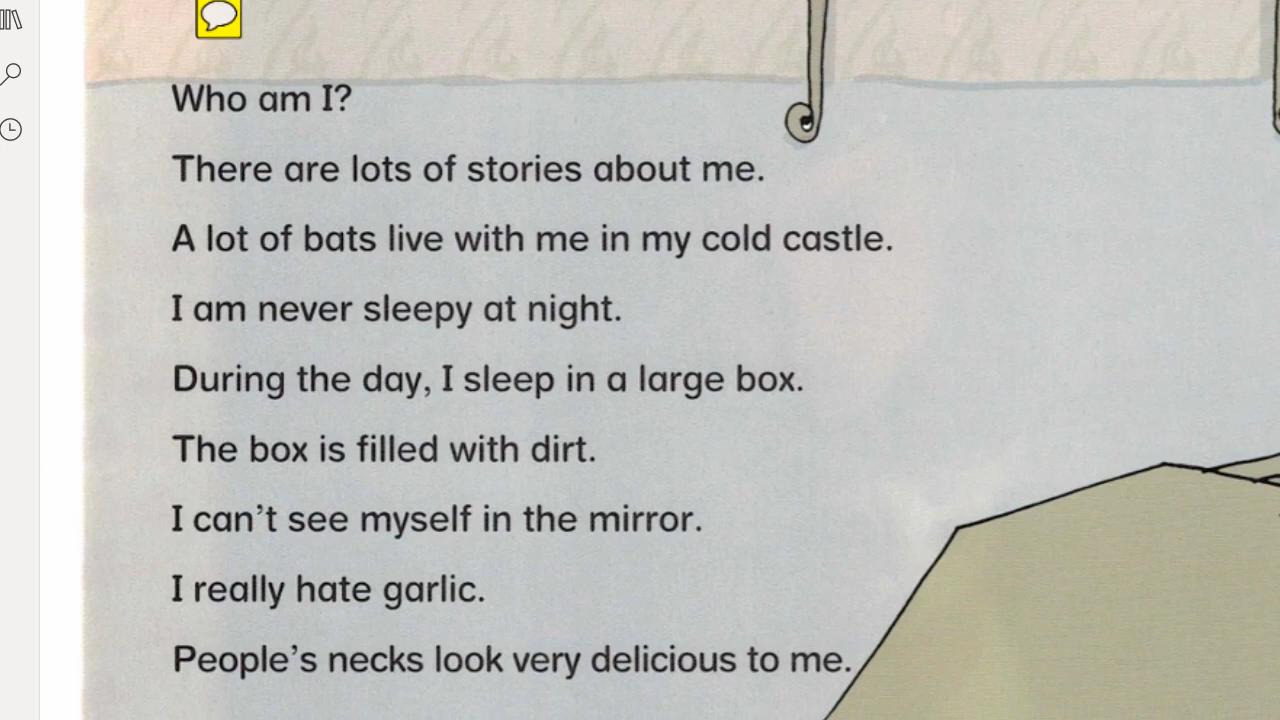 Who am I?
There are lots of stories about me.
A lot of bats live with me in my cold castle.
I am never sleepy at night.
During the day, I sleep in a large box.
The box is filled with dirt.
I can’t see myself in the mirror.
I really hate garlic.
People’s necks look very delicious to me.